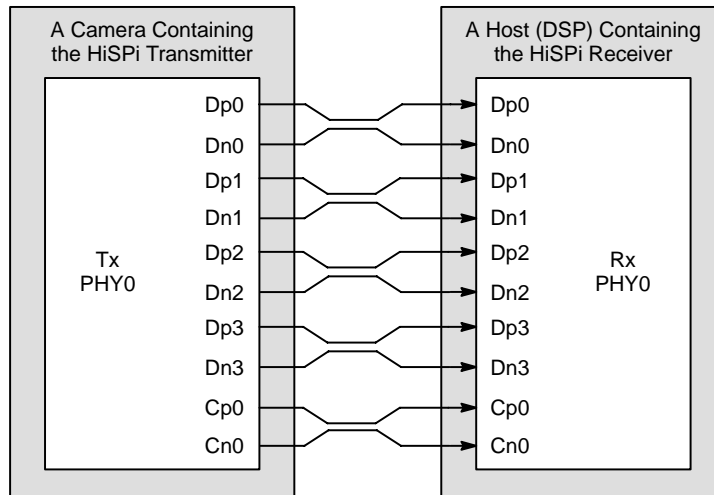 A Camera Containing
the HiSPi Transmitter
Tx
PHY0
Dp0
Dn0
Dp1
Dn1
Dp2
Dn2
Dp3
Dn3
Cp0
Cn0
A Host (DSP) Containing
the HiSPi Receiver
Dp0
Dn0
Dp1
Dn1
Dp2
Dn2
Dp3
Dn3
Cp0
Cn0
Rx
PHY0